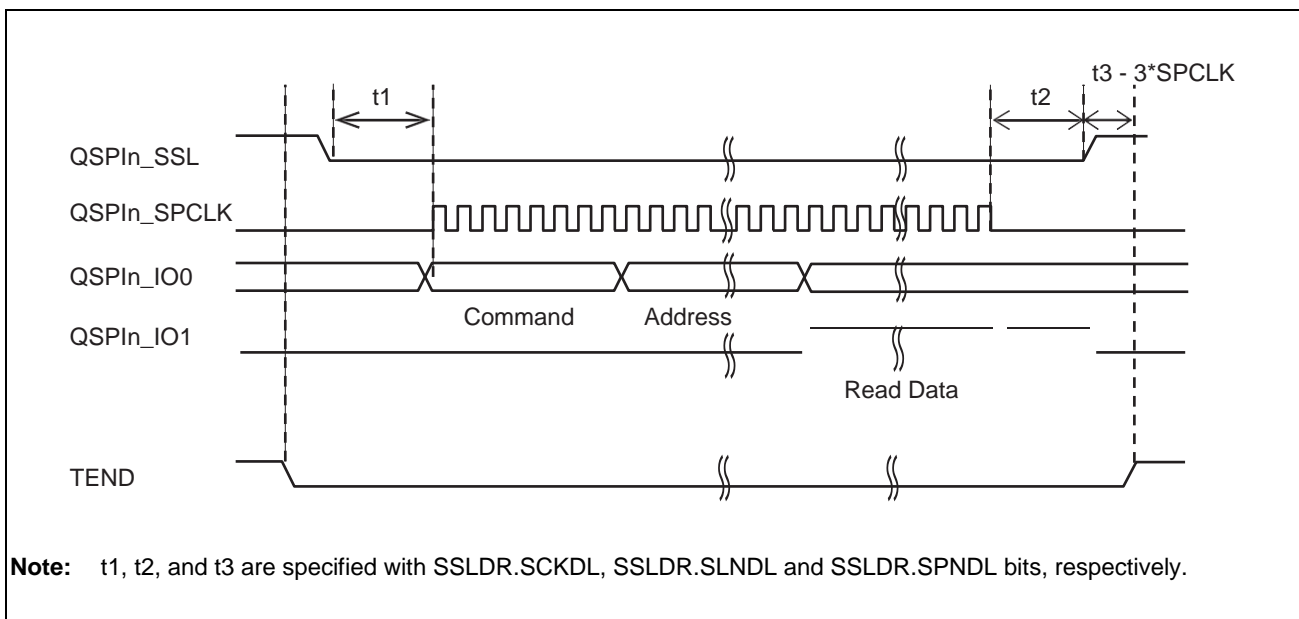 t3 - 3*SPCLK
t1
t2
QSPIn_SSL
QSPIn_SPCLK
QSPIn_IO0
Command
Address
QSPIn_IO1
Read Data
TEND
Note: t1, t2, and t3 are specified with SSLDR.SCKDL, SSLDR.SLNDL and SSLDR.SPNDL bits, respectively.